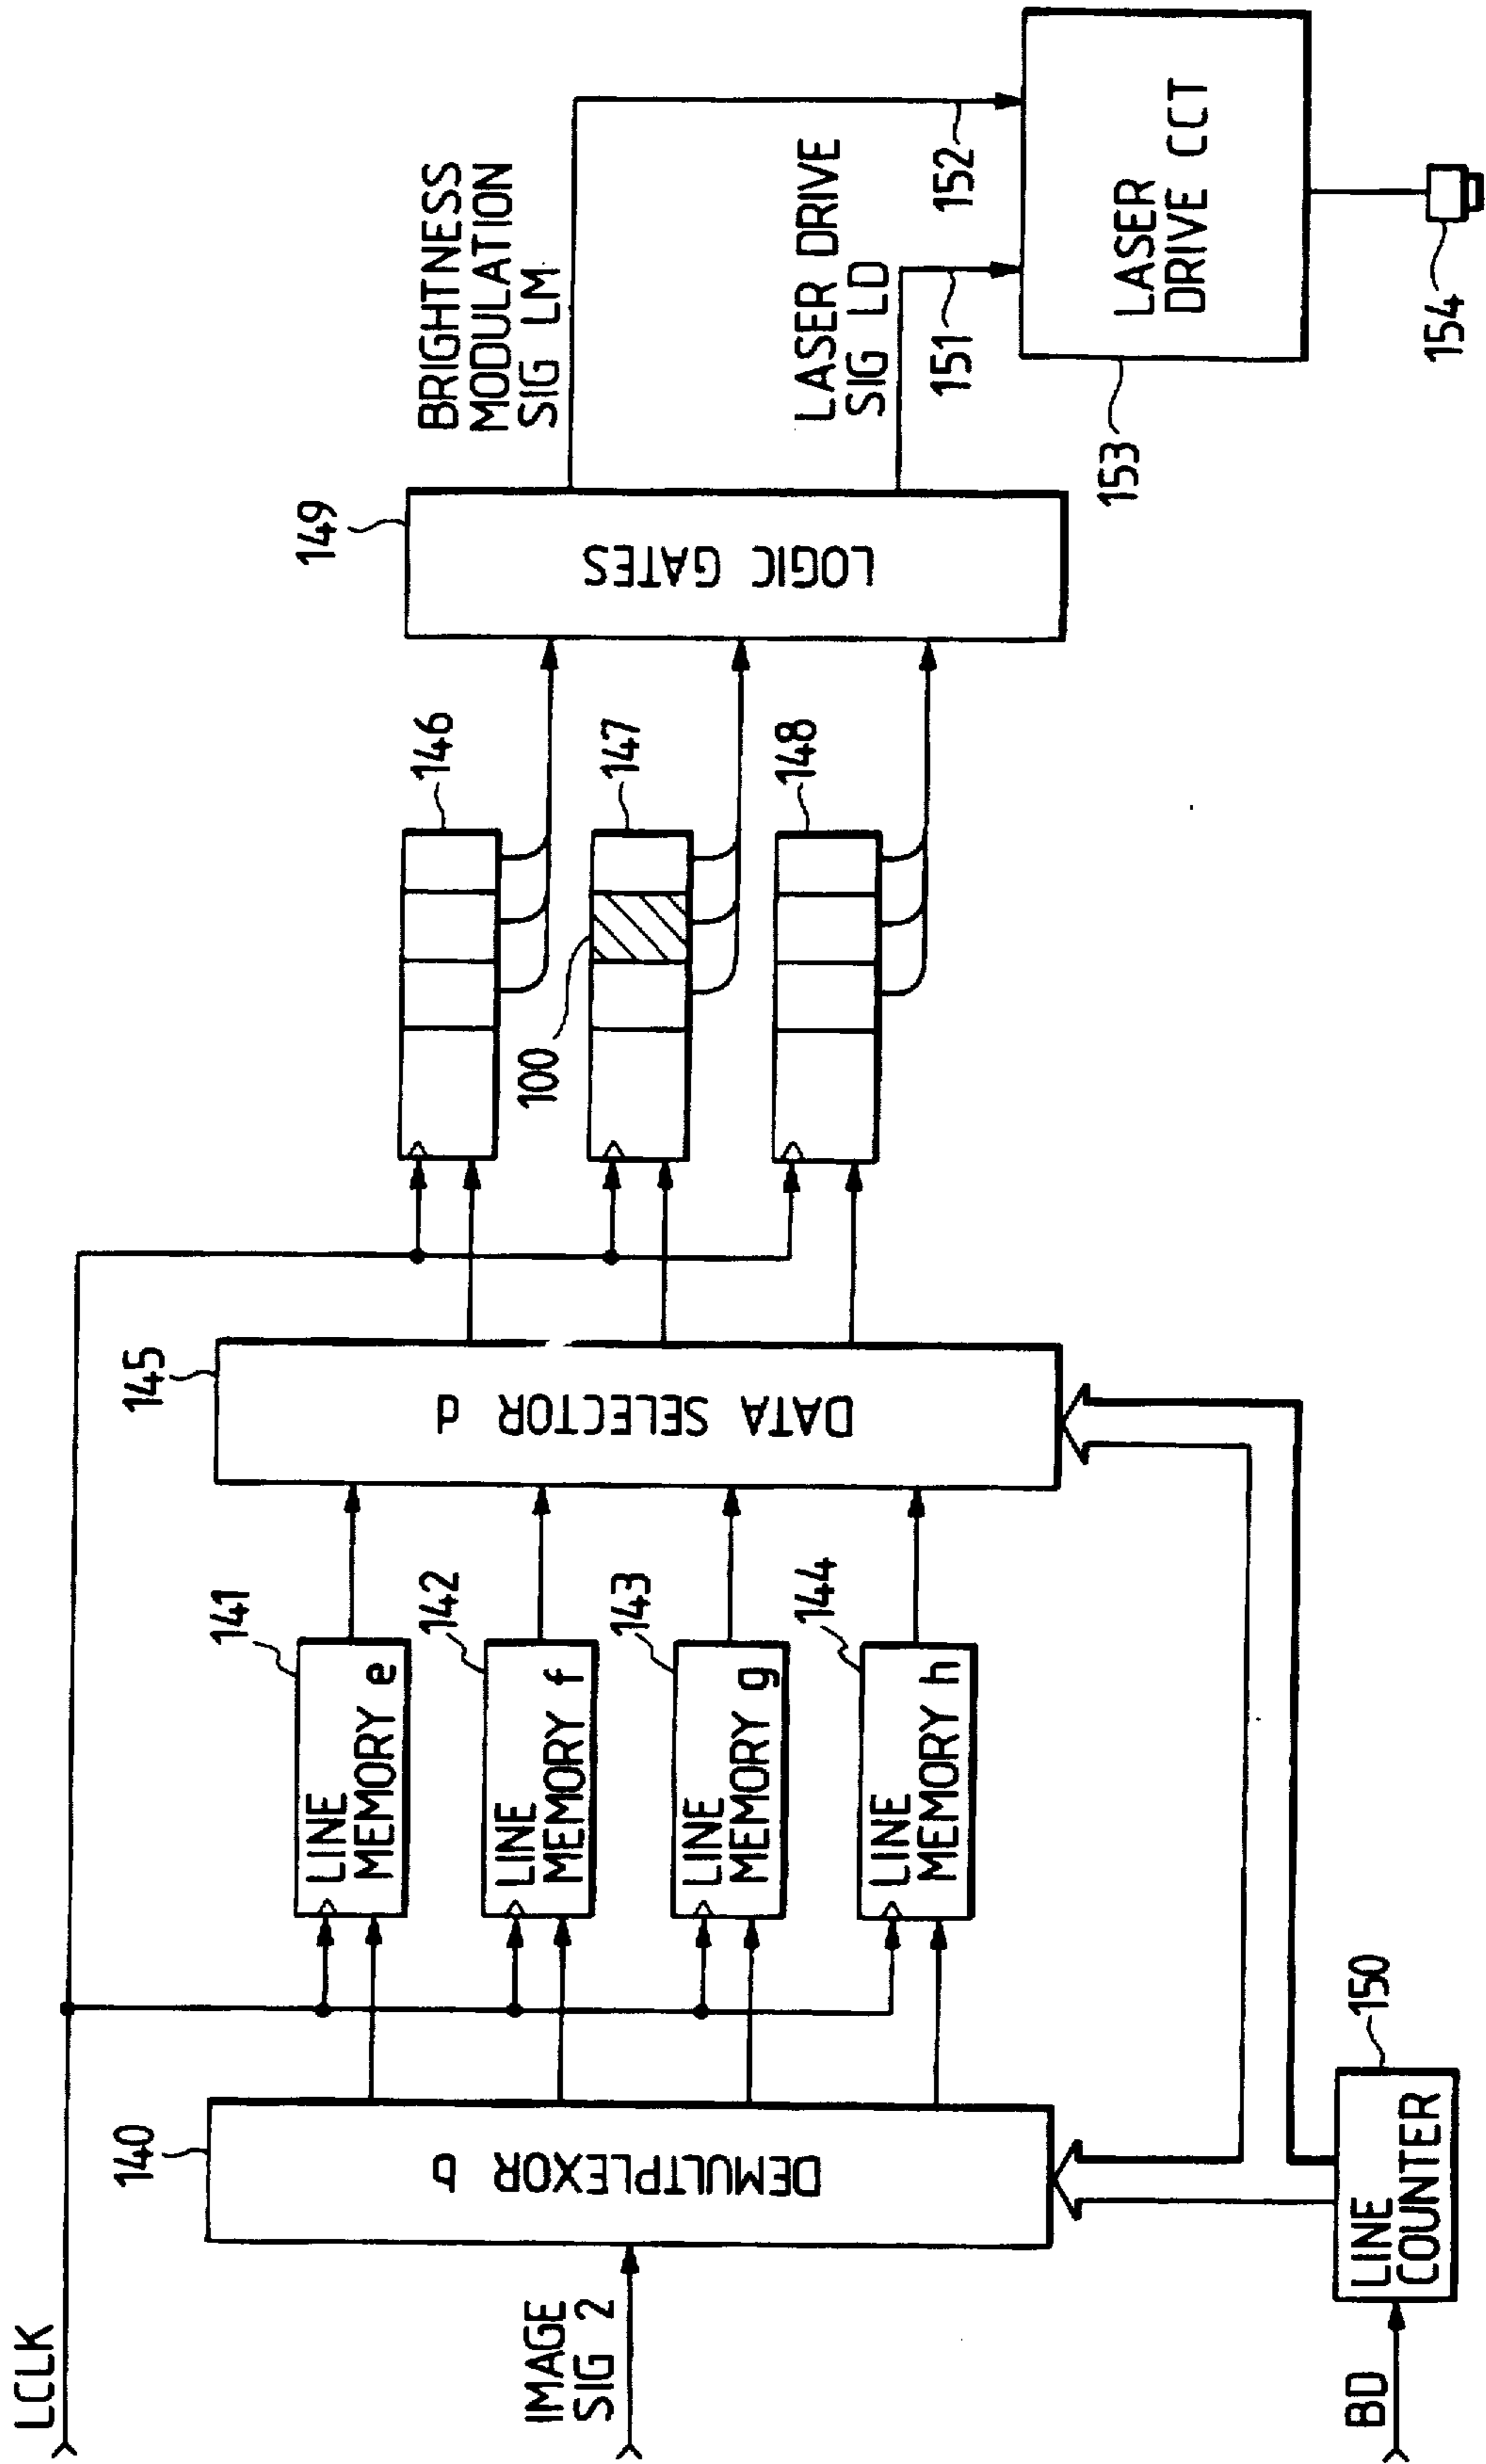 LCLK
IMAGE
SIG 2
BD
140
DEMULTPLEXOR b
LINE
COUNTER
150
141
LINE
MEMORY e
142
LINE
MEMORY f
143
LINE
MEMORY g
144
LINE
MEMORY h
145
DATA SELECTOR d
146
100
147
148
149
LOGIC GATES
BRIGHTNESS
MODULATION
SIG LM
LASER DRIVE
SIG LD
151
152
153
LASER
DRIVE CCT
154